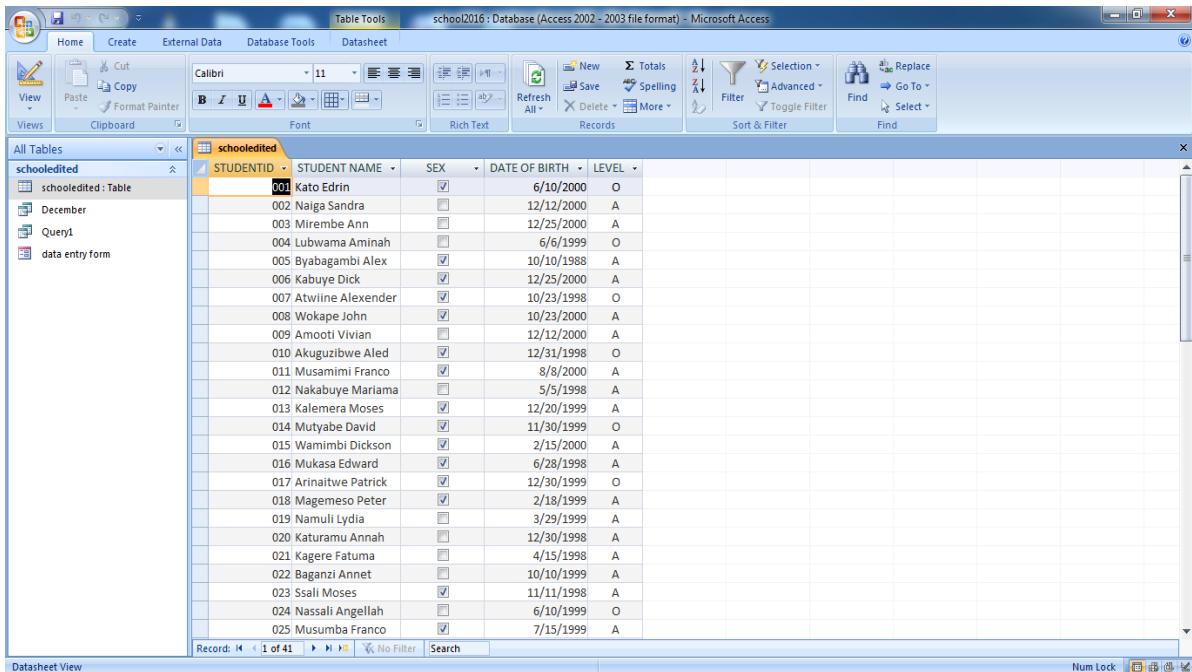 Table Tools school2016 : Database (Access 2002 - 2003 file format) - Microsoft Access
Home Create External Data Database Tools Datasheet
View
Views
Paste
Cut
Copy
Format Painter
Clipboard
Calibri 11
B I U A
Font
Rich Text
Refresh All
New
Save
Delete
Totals
Spelling
More
Records
Filter
Selection
Advanced
Toggle Filter
Sort & Filter
Find
Replace
Go To
Select
Find
All Tables
schooledited
schooledited : Table
December
Query1
data entry form
schooledited
STUDENTID STUDENT NAME SEX DATE OF BIRTH LEVEL
001 Kato Edrin 6/10/2000 O
002 Naiga Sandra 12/12/2000 A
003 Mirembe Ann 12/25/2000 A
004 Lubwama Aminah 6/6/1999 O
005 Byabagambi Alex 10/10/1988 A
006 Kabuye Dick 12/25/2000 A
007 Atwiine Alexender 10/23/1998 O
008 Wokape John 10/23/2000 A
009 Amooti Vivian 12/12/2000 A
010 Akuguzibwe Aled 12/31/1998 O
011 Musamimi Franco 8/8/2000 A
012 Nakabuye Mariama 5/5/1998 A
013 Kalemera Moses 12/20/1999 A
014 Mutyabe David 11/30/1999 O
015 Wamimbi Dickson 2/15/2000 A
016 Mukasa Edward 6/28/1998 A
017 Arinaitwe Patrick 12/30/1999 O
018 Magemeso Peter 2/18/1999 A
019 Namuli Lydia 3/29/1999 A
020 Katuramu Annah 12/30/1998 A
021 Kagere Fatuma 4/15/1998 A
022 Baganzi Annet 10/10/1999 A
023 Ssali Moses 11/11/1998 A
024 Nassali Angellah 6/10/1999 O
025 Musumba Franco 7/15/1999 A
Record: 1 of 41 No Filter Search
Datasheet View Num Lock